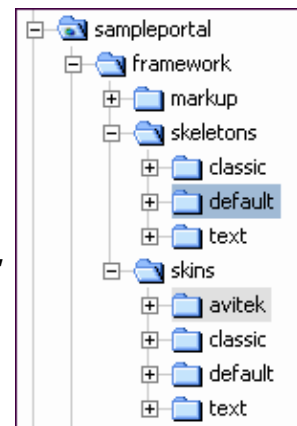 sampleportal
framework
markup
skeletons
classic
default
text
skins
avitek
classic
default
text